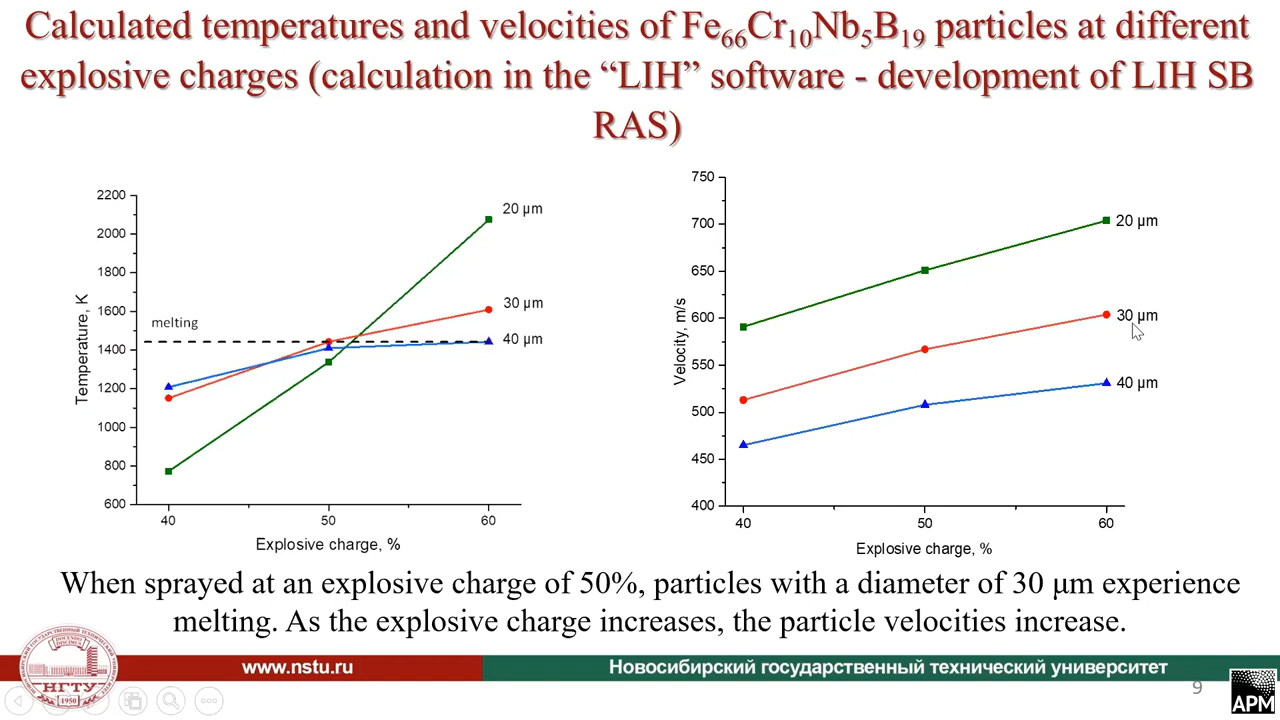 Calculated temperatures and velocities of Fe₆₆Cr₁₀Nb₅B₁₉ particles at different
explosive charges (calculation in the “LIH” software - development of LIH SB
RAS)
2200
2000
1800
1600
1400
1200
1000
800
600
Temperature, K
melting
20 µm
30 µm
40 µm
40
50
60
Explosive charge, %
750
700
650
600
550
500
450
400
Velocity, m/s
20 µm
30 µm
40 µm
40
50
60
Explosive charge, %
When sprayed at an explosive charge of 50%, particles with a diameter of 30 µm experience
melting. As the explosive charge increases, the particle velocities increase.
НГТУ
1950
www.nstu.ru
Новосибирский государственный технический университет
9
APM